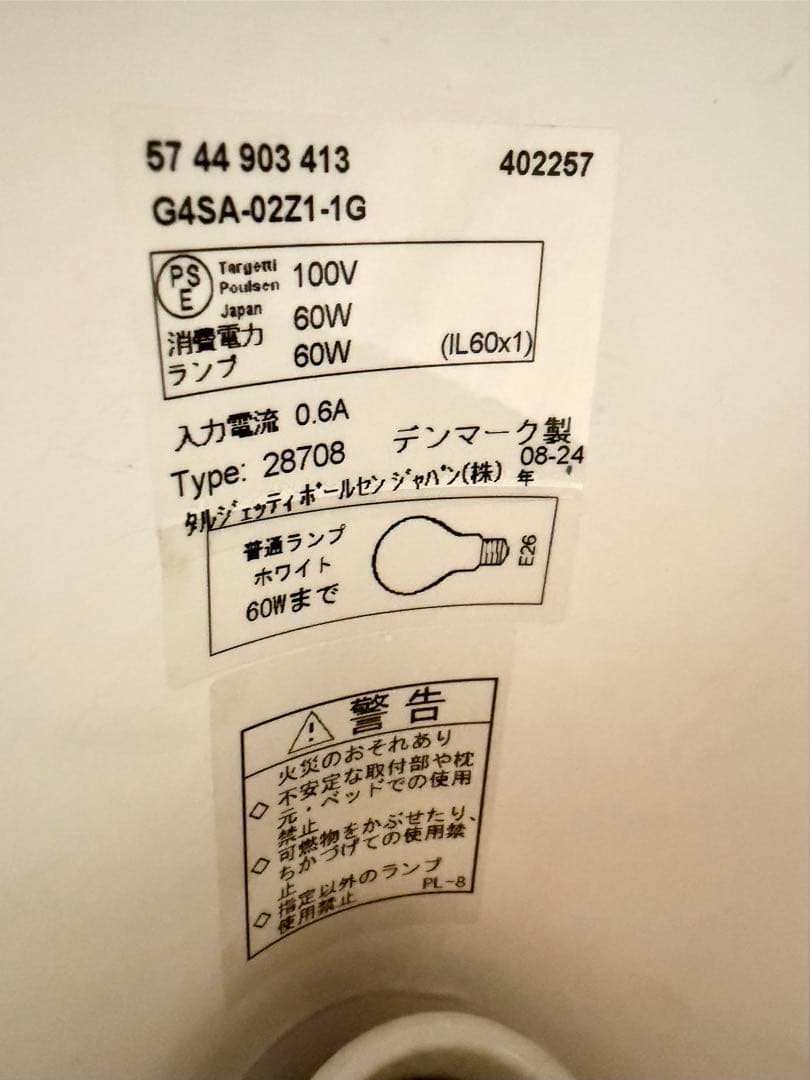 57 44 903 413 402257
G4SA-02Z1-1G
PSE Targetti Poulsen Japan 100V
消費電力 60W
ランプ 60W (IL60x1)
入力電流 0.6A デンマーク製
Type: 28708 08-24
タルジェッティ ポールセン ジャパン(株) 年
普通ランプ
ホワイト
60Wまで
E26
警告
火災のおそれあり
◇ 不安定な取付部や枕
元・ベッドでの使用
禁止
◇ 可燃物をかぶせたり、
ちかづけての使用禁
止
◇ 指定以外のランプ
使用禁止 PL-8